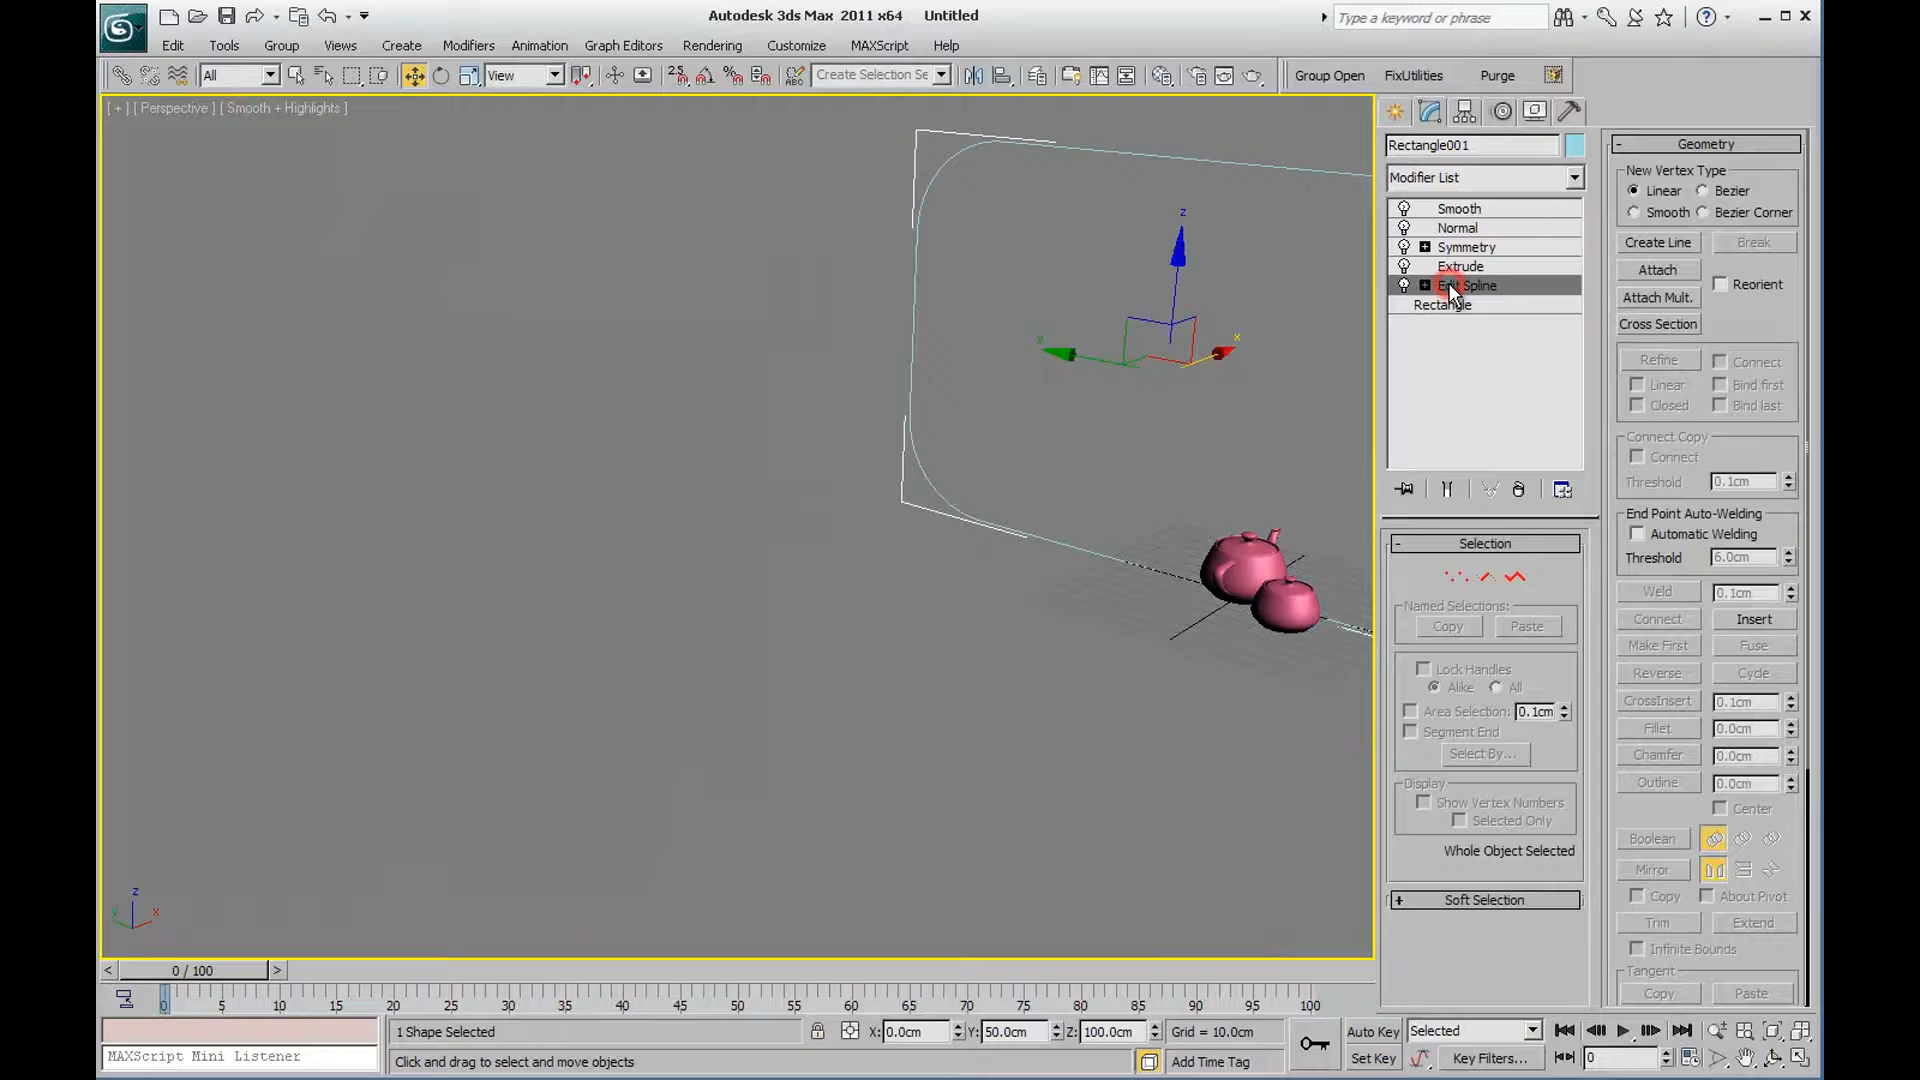 Autodesk 3ds Max 2011 x64 Untitled
Type a keyword or phrase
Edit Tools Group Views Create Modifiers Animation Graph Editors Rendering Customize MAXScript Help
All View Create Selection Se Group Open FixUtilities Purge
[ + ] [ Perspective ] [ Smooth + Highlights ]
z
y
x
z
y
x
Rectangle001
Modifier List
Smooth
Normal
Symmetry
Extrude
Edit Spline
Rectangle
Selection
Named Selections:
Copy Paste
Lock Handles
Alike All
Area Selection: 0.1cm
Segment End
Select By...
Display
Show Vertex Numbers
Selected Only
Whole Object Selected
Soft Selection
Geometry
New Vertex Type
Linear Bezier
Smooth Bezier Corner
Create Line Break
Attach Reorient
Attach Mult.
Cross Section
Refine Connect
Linear Bind first
Closed Bind last
Connect Copy
Connect
Threshold 0.1cm
End Point Auto-Welding
Automatic Welding
Threshold 6.0cm
Weld 0.1cm
Connect Insert
Make First Fuse
Reverse Cycle
CrossInsert 0.1cm
Fillet 0.0cm
Chamfer 0.0cm
Outline 0.0cm
Center
Boolean
Mirror
Copy About Pivot
Trim Extend
Infinite Bounds
Tangent
Copy Paste
< 0 / 100 >
0 5 10 15 20 25 30 35 40 45 50 55 60 65 70 75 80 85 90 95 100
1 Shape Selected X: 0.0cm Y: 50.0cm Z: 100.0cm Grid = 10.0cm Auto Key Selected
MAXScript Mini Listener Click and drag to select and move objects Add Time Tag Set Key Key Filters... 0